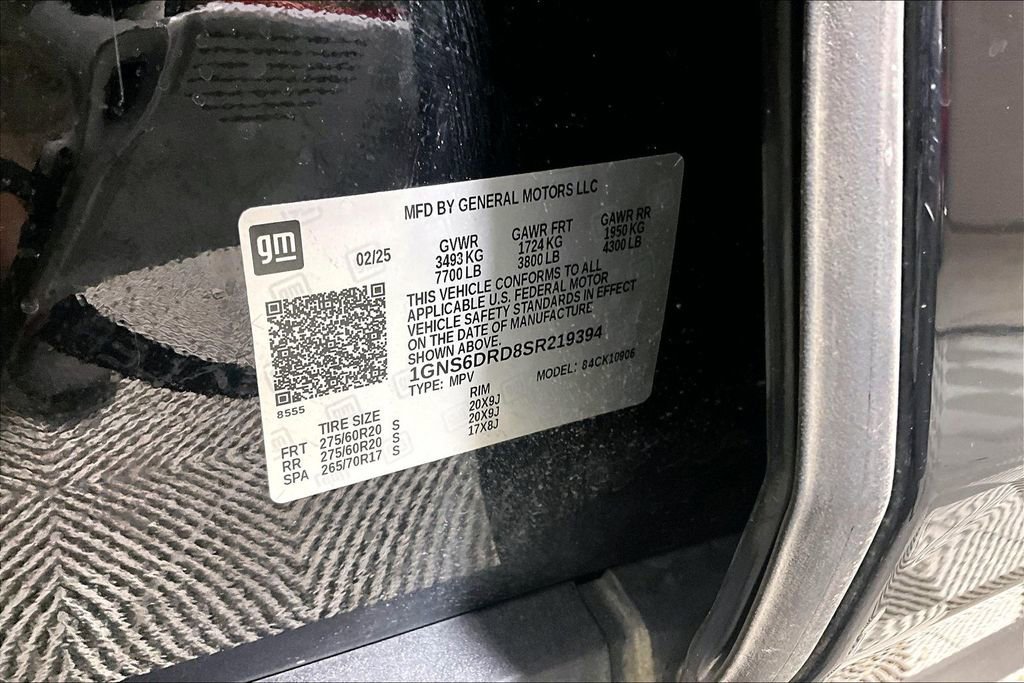 MFD BY GENERAL MOTORS LLC
gm
02/25
GVWR GAWR FRT GAWR RR
3493 KG 1724 KG 1950 KG
7700 LB 3800 LB 4300 LB
THIS VEHICLE CONFORMS TO ALL
APPLICABLE U.S. FEDERAL MOTOR
VEHICLE SAFETY STANDARDS IN EFFECT
ON THE DATE OF MANUFACTURE
SHOWN ABOVE.
1GNS6DRD8SR219394
TYPE: MPV MODEL: 84CK10906
8555
TIRE SIZE RIM
FRT 275/60R20 S 20X9J
RR 275/60R20 S 20X9J
SPA 265/70R17 S 17X8J